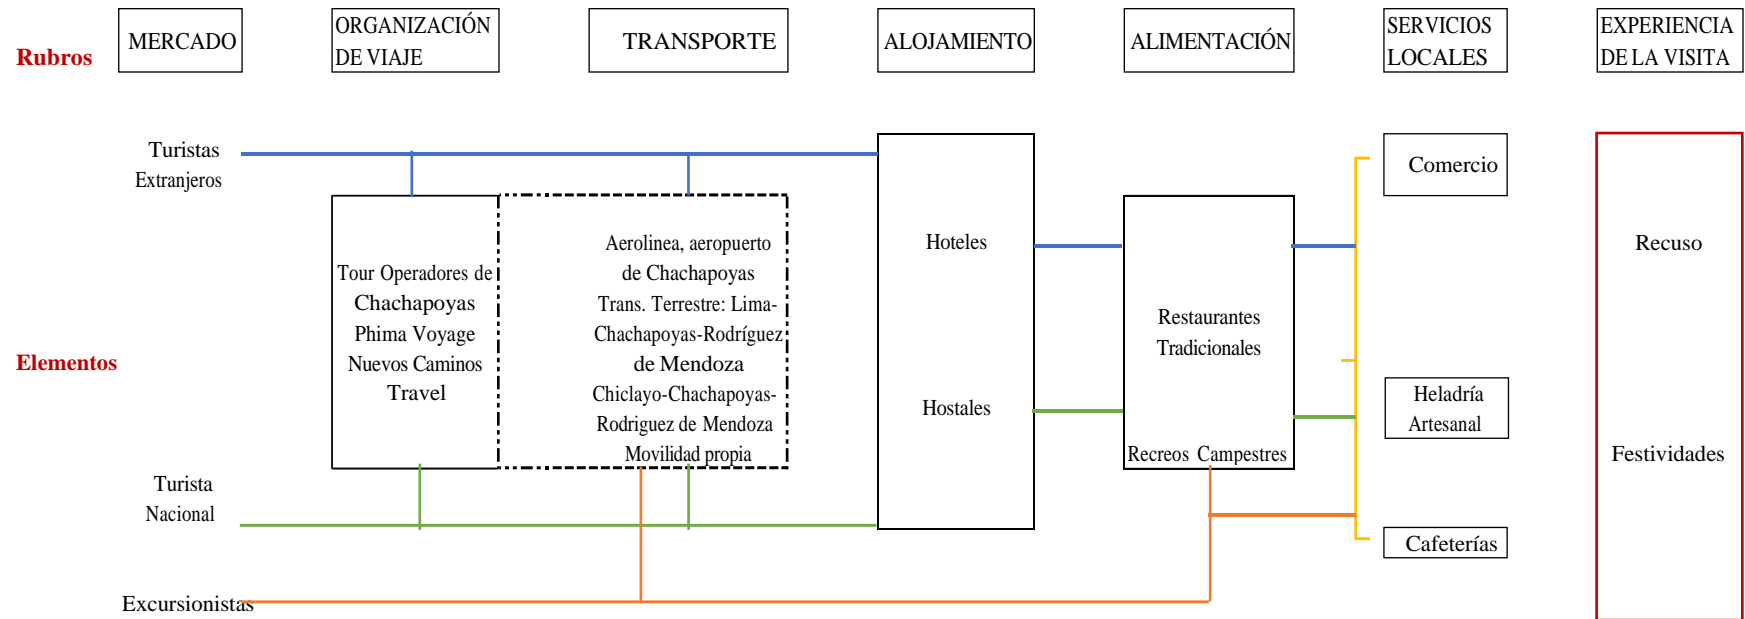 Rubros
MERCADO
ORGANIZACIÓN
DE VIAJE
TRANSPORTE
ALOJAMIENTO
ALIMENTACIÓN
SERVICIOS
LOCALES
EXPERIENCIA
DE LA VISITA
Elementos
Turistas
Extranjeros
Turista
Nacional
Excursionistas
Tour Operadores de
Chachapoyas
Phima Voyage
Nuevos Caminos
Travel
Aerolinea, aeropuerto
de Chachapoyas
Trans. Terrestre: Lima-
Chachapoyas-Rodríguez
de Mendoza
Chiclayo-Chachapoyas-
Rodriguez de Mendoza
Movilidad propia
Hoteles
Hostales
Restaurantes
Tradicionales
Recreos Campestres
Comercio
Heladría
Artesanal
Cafeterías
Recuso
Festividades